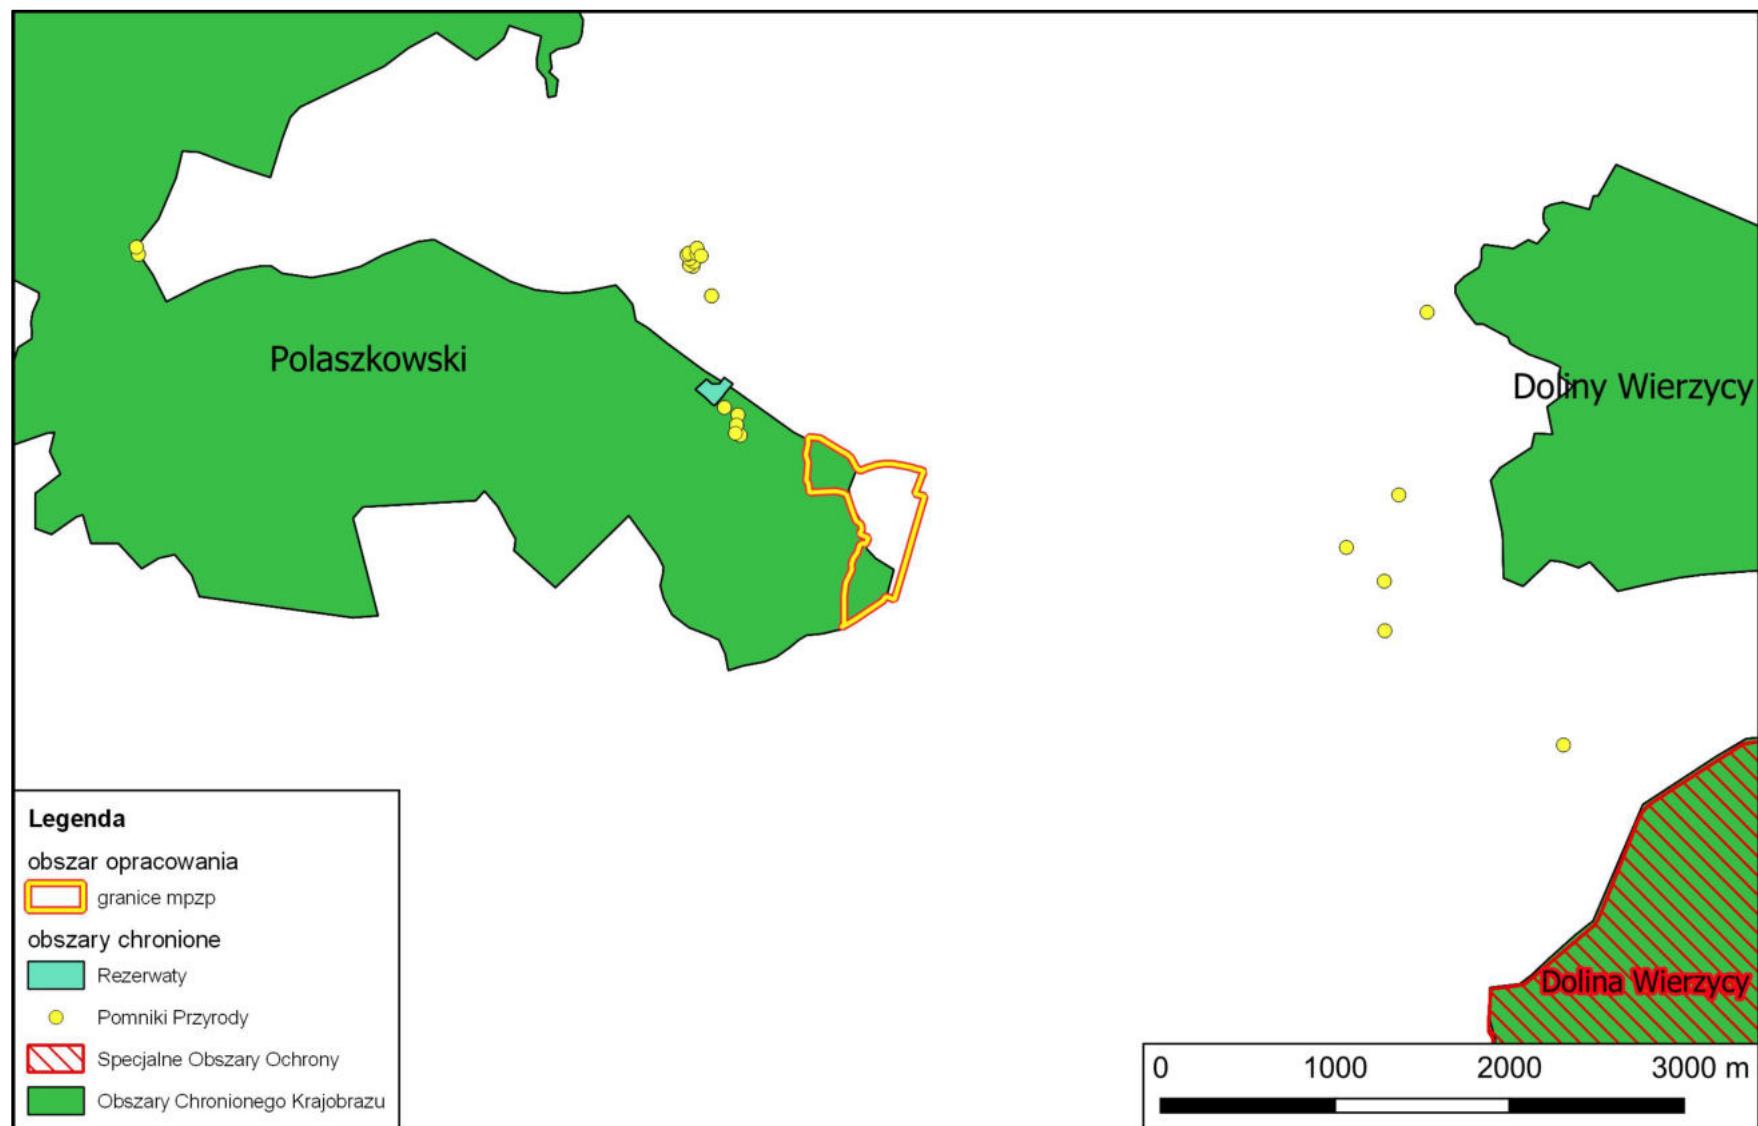 Polaszkowski
Doliny Wierzycy
Dolina Wierzycy
Legenda
obszar opracowania
granice mpzp
obszary chronione
Rezerwaty
Pomniki Przyrody
Specjalne Obszary Ochrony
Obszary Chronionego Krajobrazu
0 1000 2000 3000 m